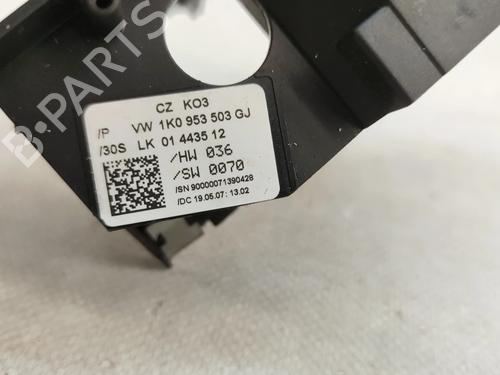 CZ KO3
/P VW 1K0 953 503 GJ
/30S LK 01 4435 12
/HW 036
/SW 0070
/SN 90000071390428
/DC 19.05.07; 13.02
B-PARTS